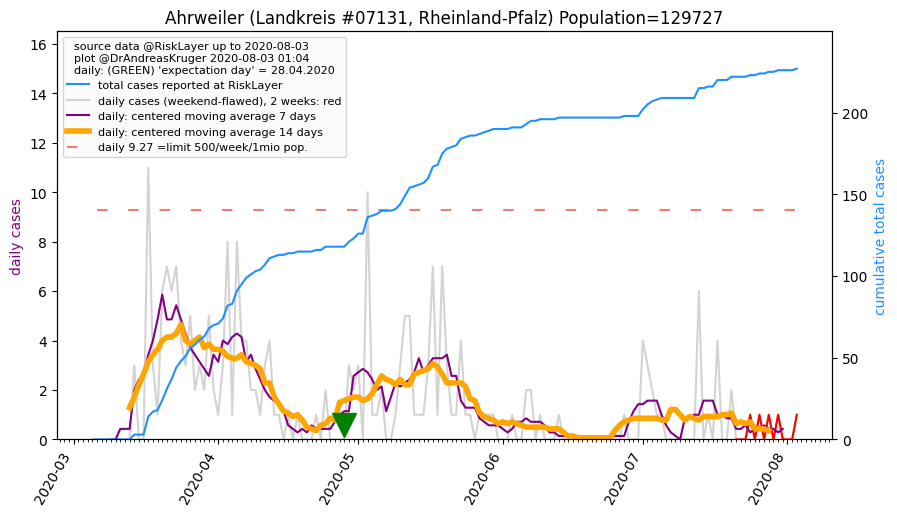 Ahrweiler (Landkreis #07131, Rheinland-Pfalz) Population=129727
source data @RiskLayer up to 2020-08-03
plot @DrAndreasKruger 2020-08-03 01:04
daily: (GREEN) 'expectation day' = 28.04.2020
total cases reported at RiskLayer
daily cases (weekend-flawed), 2 weeks: red
daily: centered moving average 7 days
daily: centered moving average 14 days
daily 9.27 =limit 500/week/1mio pop.
daily cases
16
14
12
10
8
6
4
2
0
cumulative total cases
200
150
100
50
0
2020-03
2020-04
2020-05
2020-06
2020-07
2020-08